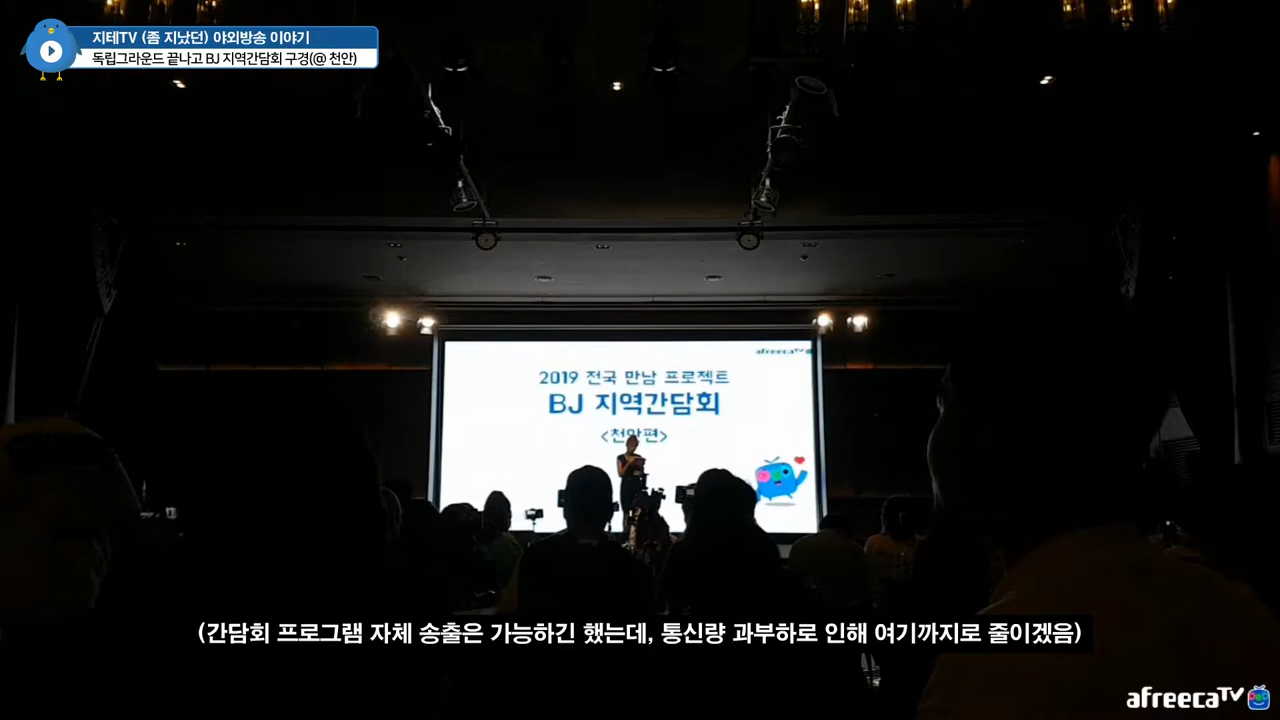 지테TV (좀 지났던) 야외방송 이야기
독립그라운드 끝나고 BJ 지역간담회 구경(@ 천안)
afreecaTV
2019 전국 만남 프로젝트
BJ 지역간담회
<천안편>
(간담회 프로그램 자체 송출은 가능하긴 했는데, 통신량 과부하로 인해 여기까지로 줄이겠음)
afreecaTV